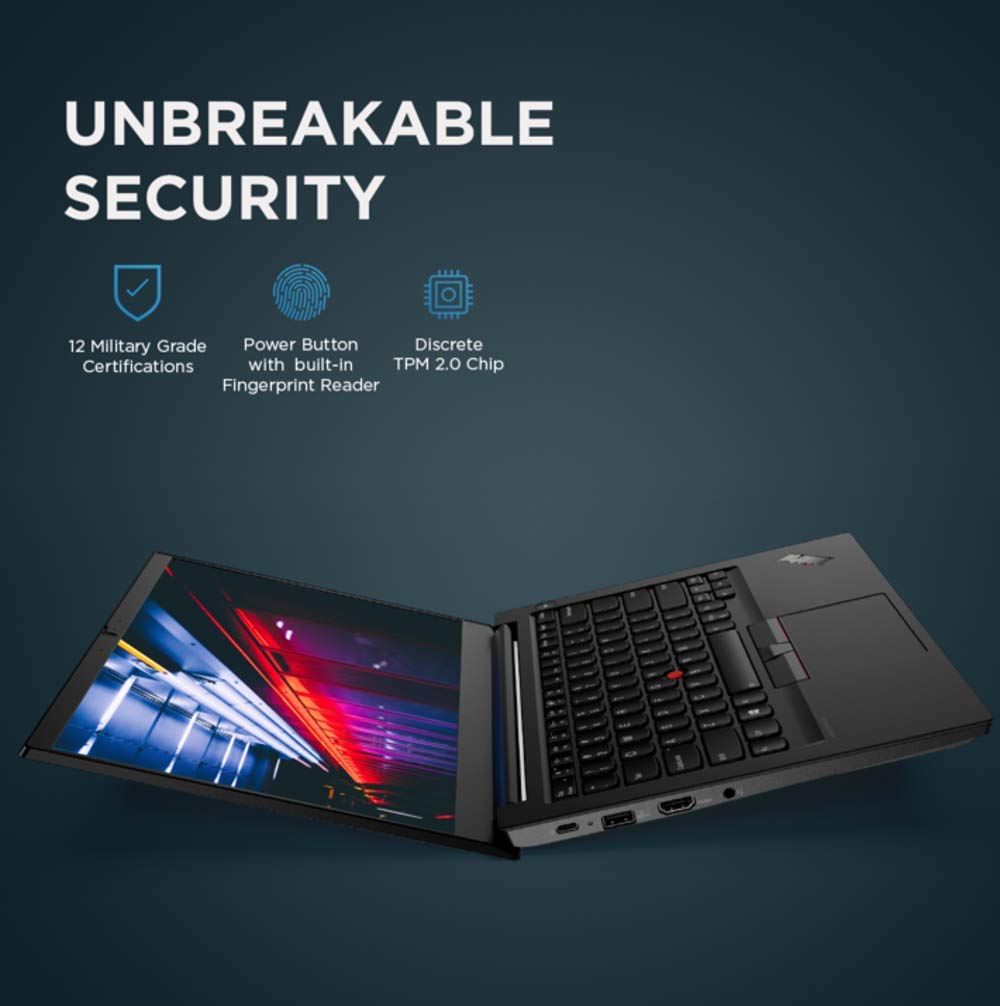 UNBREAKABLE
SECURITY
12 Military Grade
Certifications
Power Button
with built-in
Fingerprint Reader
Discrete
TPM 2.0 Chip